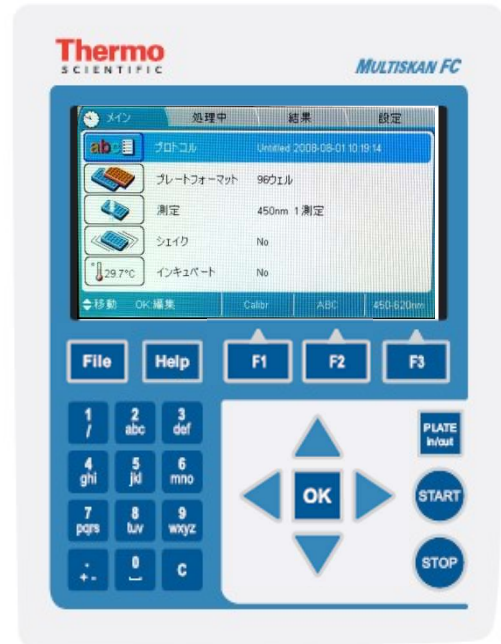 Thermo
SCIENTIFIC
MULTISKAN FC
メイン 処理中 結果 設定
abc プロトコル Untitled 2008-08-01 10:19:14
プレートフォーマット 96ウェル
測定 450nm 1 測定
シェイク No
29.7°C インキュベート No
移動 OK:編集 Calibr ABC 450-620nm
File Help F1 F2 F3
1 2 3
/ abc def
PLATE
in/out
4 5 6
ghi jkl mno
OK START
7 8 9
pqrs tuv wxyz
. 0 C
+-
STOP